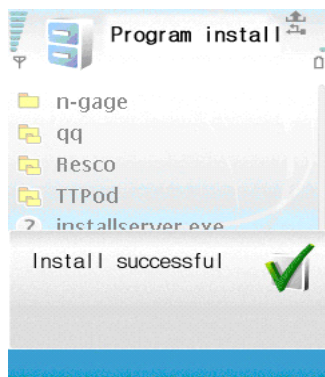 Program install
n-gage
qq
Resco
TTPod
installserver.exe
Install successful